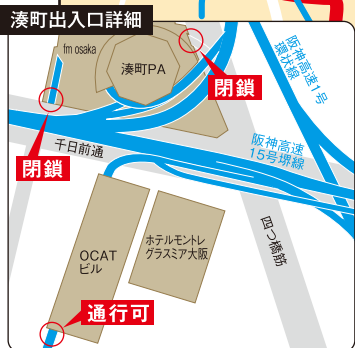 湊町出入口詳細
fm osaka
湊町PA
閉鎖
阪神高速1号
環状線
閉鎖
千日前通
阪神高速
15号堺線
OCAT
ビル
ホテルモントレ
グラスミア大阪
四つ橋筋
通行可